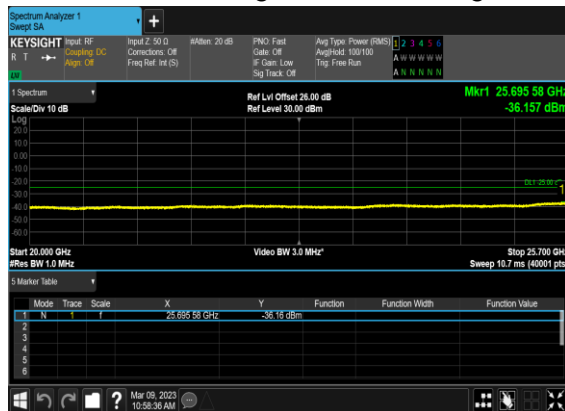 Spectrum Analyzer 1
Swept SA
+
KEYSIGHT Input: RF Input Z: 50 Ω #Atten: 20 dB PNO: Fast Avg Type: Power (RMS) 1 2 3 4 5 6
R T Coupling: DC Corrections: Off Gate: Off Avg|Hold: 100/100 A W W W W W
Align: Off Freq Ref: Int (S) IF Gain: Low Trig: Free Run
Sig Track: Off A N N N N N
1 Spectrum Ref Lvl Offset 26.00 dB Mkr1 25.695 58 GHz
Scale/Div 10 dB Ref Level 30.00 dBm -36.157 dBm
Log
20.0
10.0
0.00
-10.0
-20.0 DL1 -25.00
-30.0 1
-40.0
-50.0
-60.0
Start 20.000 GHz Video BW 3.0 MHz* Stop 25.700 GHz
#Res BW 1.0 MHz Sweep 10.7 ms (40001 pts
5 Marker Table
Mode Trace Scale X Y Function Function Width Function Value
1 N 1 f 25.695 58 GHz -36.16 dBm
2
3
4
5
6
? Mar 09, 2023
10:58:36 AM